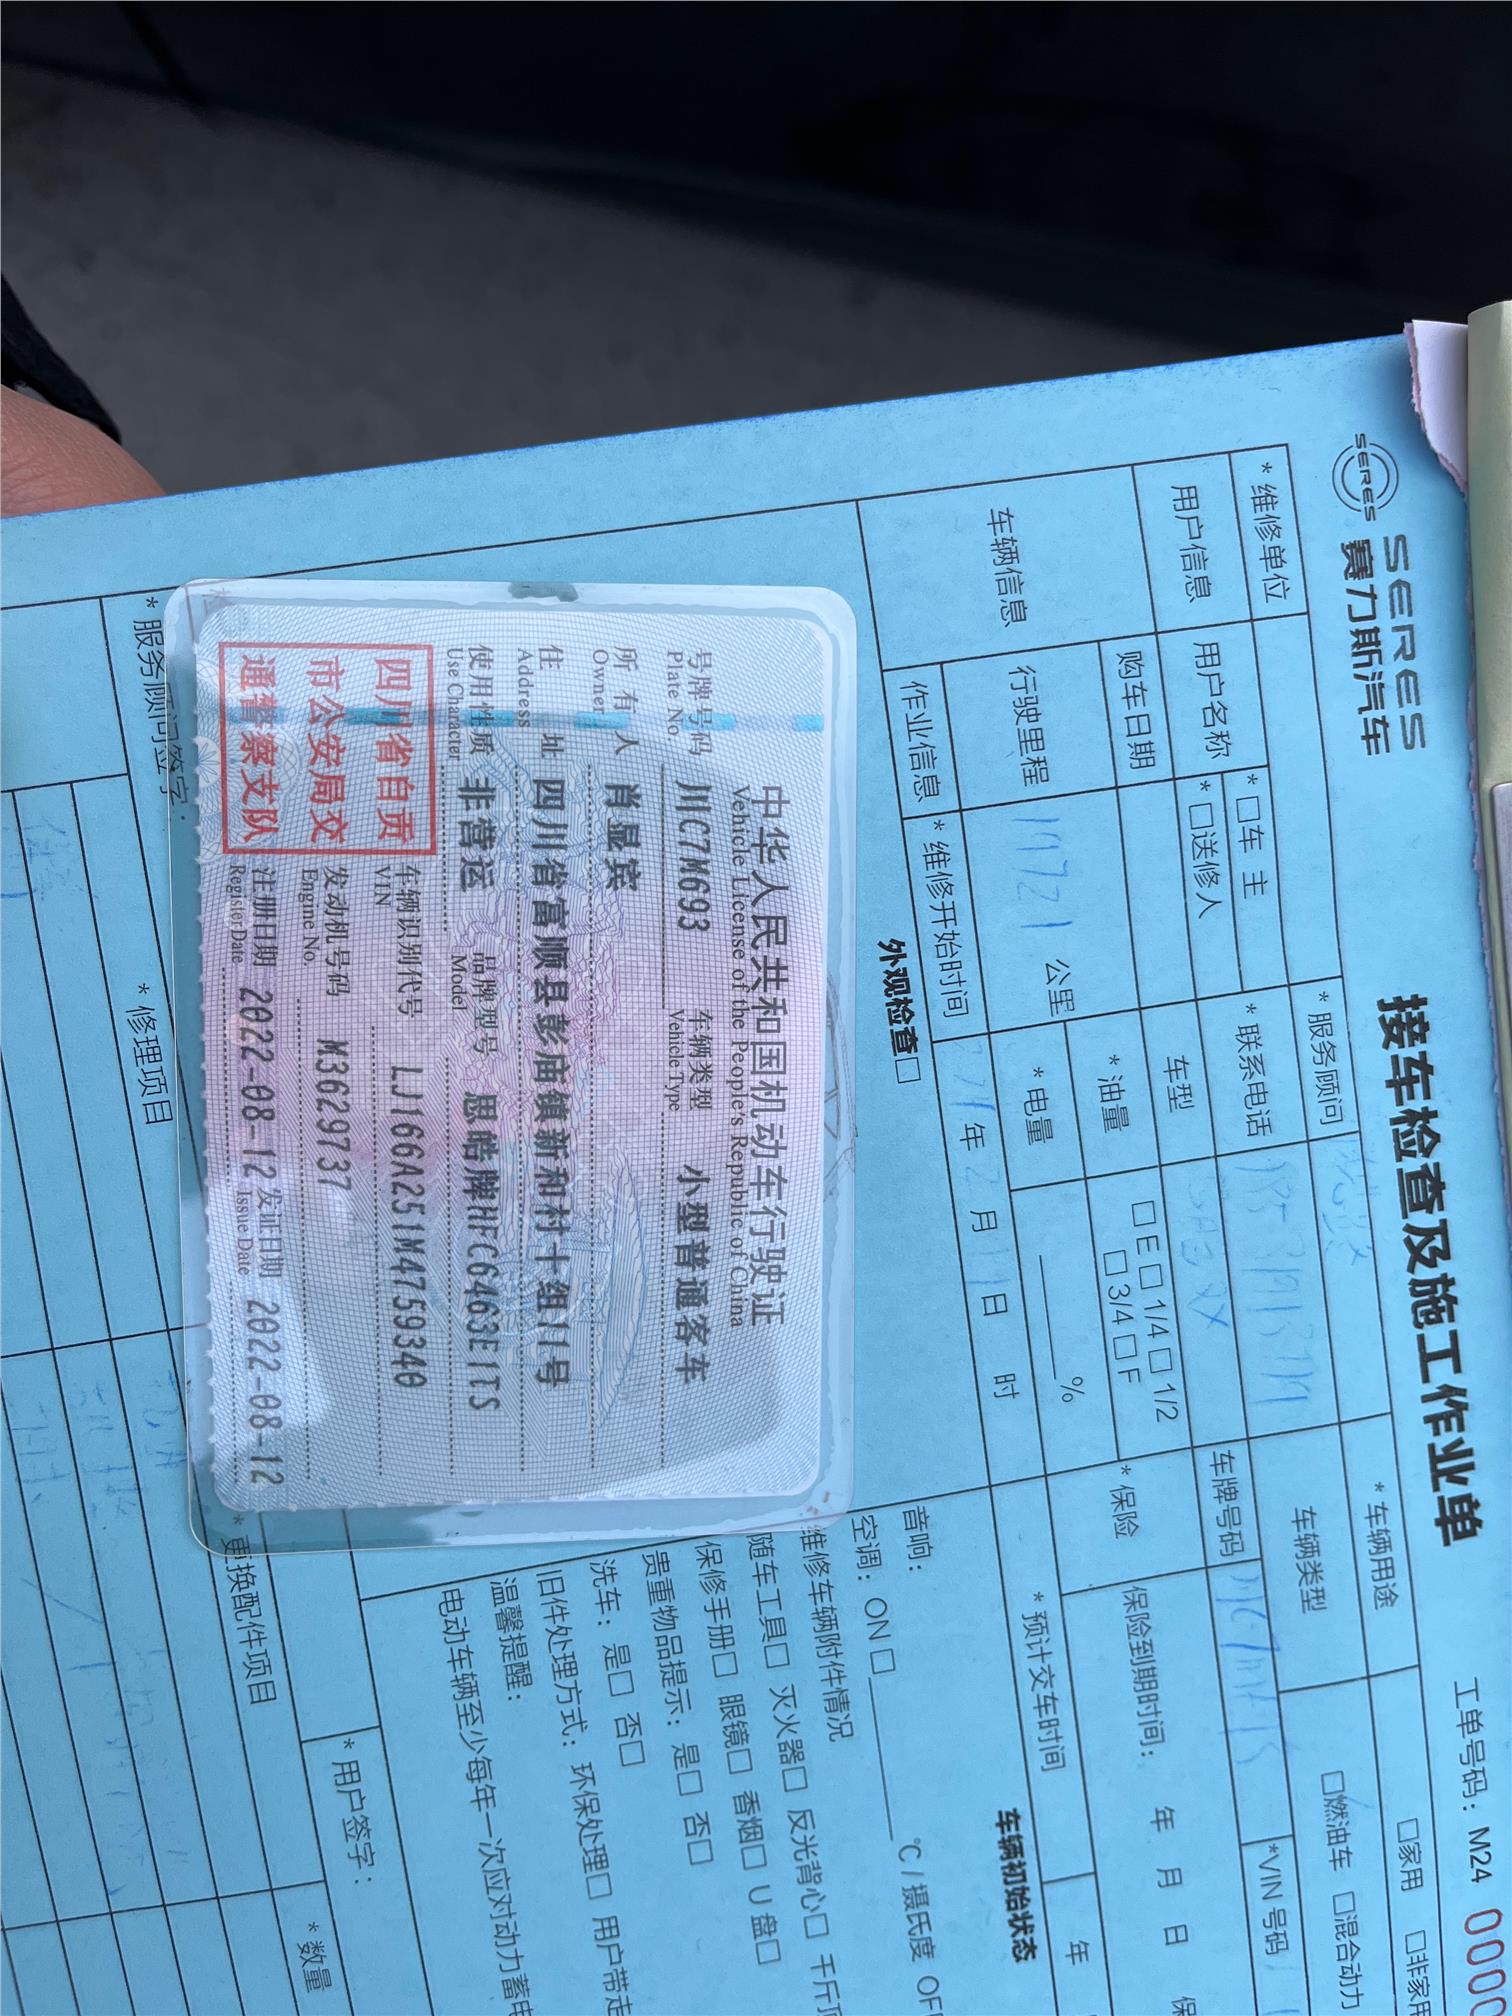 SERES
SERES
赛力斯汽车
接车检查及施工作业单
工单号码：M24
*维修单位
*服务顾问
*车辆用途
□家用
用户信息
用户名称
*□车 主
*□送修人
*联系电话
车辆类型
□燃油车 □混合动力
车辆信息
购车日期
车型
车牌号码
*VIN 号码
行驶里程
19721 公里
*油量
□E□1/4□1/2
□3/4□F
*电量
%
*保险
保险到期时间：
年 月 日
作业信息
*维修开始时间
年 2 月 日 时
*预计交车时间
年
外观检查□
车辆初始状态
音响：
空调：ON□ ℃/摄氏度
维修车辆附件情况
随车工具□ 灭火器□ 反光背心□
保修手册□ 眼镜□ 香烟□ U盘□
贵重物品提示：是□ 否□
洗车：是□ 否□
旧件处理方式：环保处理□ 用户带走
温馨提醒：
电动车辆至少每年一次应对动力蓄电
*服务顾问签字：
*用户签字：
*修理项目
*更换配件项目
*数量
中华人民共和国机动车行驶证
Vehicle License of the People's Republic of China
号牌号码 川C7M693 车辆类型 小型普通客车
Plate No. Vehicle Type
所有人 肖显宾
Owner
住址 四川省富顺县彭庙镇新和村十组11号
Address
使用性质 非营运 品牌型号 思皓牌HFC6463E1TS
Use Character Model
车辆识别代号 LJ166A251M4759340
VIN
发动机号码 M3629737
Engine No.
注册日期 2022-08-12 发证日期 2022-08-12
Register Date Issue Date
四川省自贡
市公安局交
通警察支队